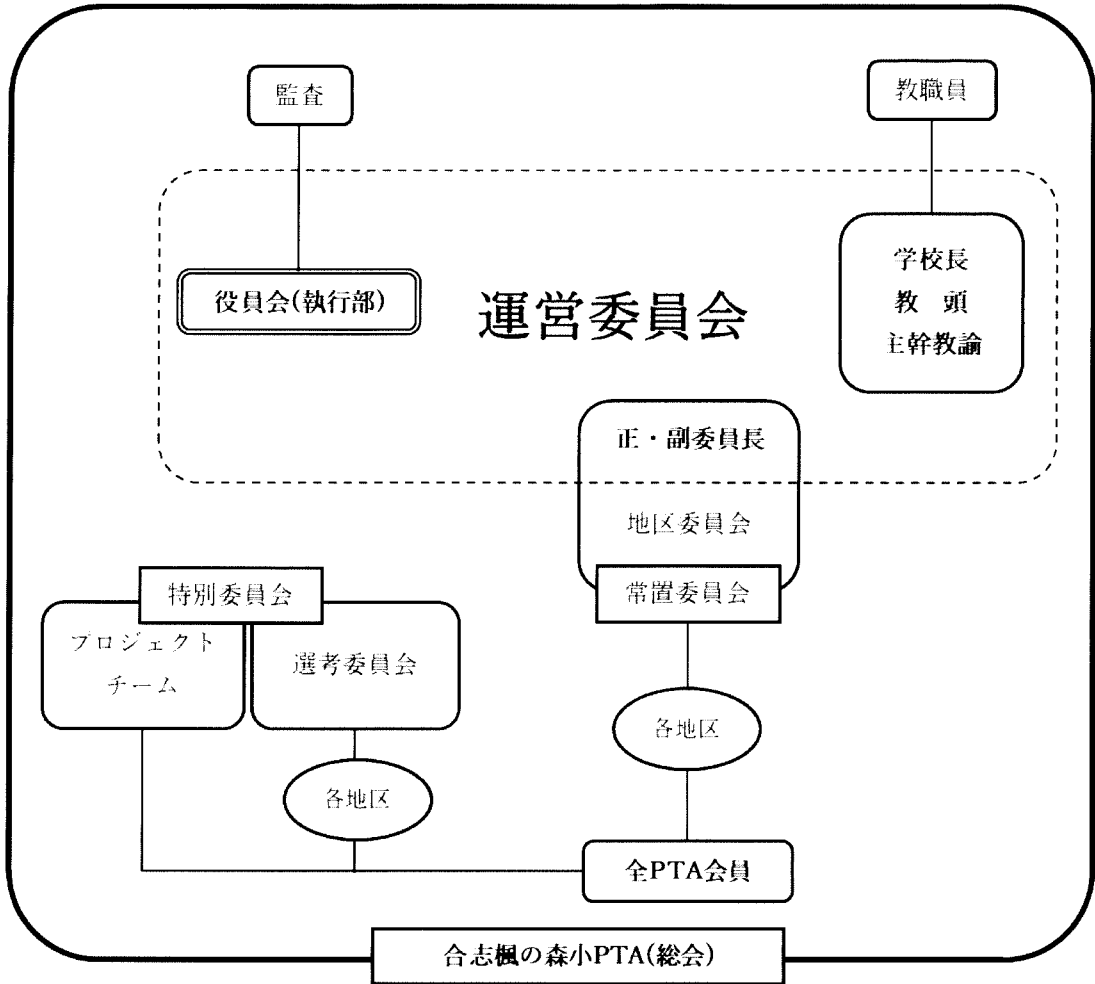 監査
教職員
役員会(執行部)
運営委員会
学校長
教　頭
主幹教諭
正・副委員長
地区委員会
常置委員会
特別委員会
プロジェクト
チーム
選考委員会
各地区
各地区
全PTA会員
合志楓の森小PTA(総会)